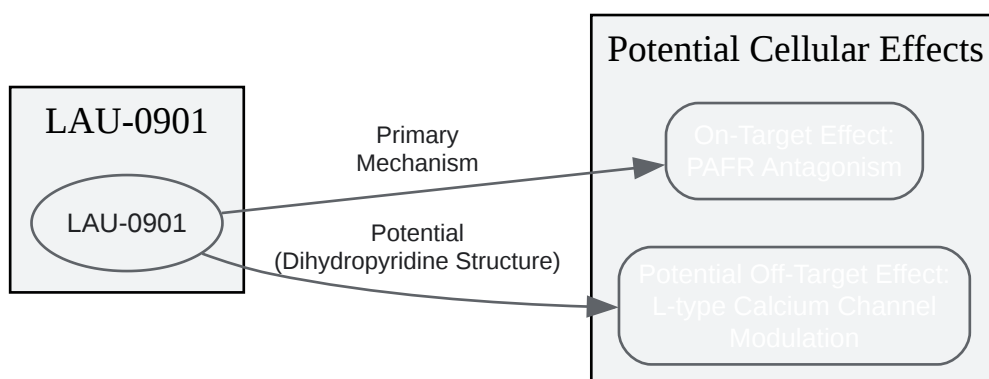 LAU-0901
LAU-0901
Primary
Mechanism
Potential
(Dihydropyridine Structure)
Potential Cellular Effects
On-Target Effect:
PAFR Antagonism
Potential Off-Target Effect:
L-type Calcium Channel
Modulation